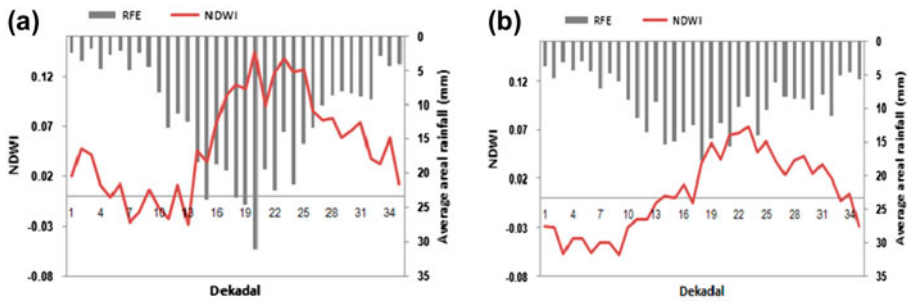 (a)
RFE NDWI
0.12
0.07
0.02
-0.03
-0.08
NDWI
1 4 7 10 13 16 19 22 25 28 31 34
0
5
10
15
20
25
30
35
Average areal rainfall (mm)
Dekadal
(b)
RFE NDWI
0.12
0.07
0.02
-0.03
-0.08
NDWI
1 4 7 10 13 16 19 22 25 28 31 34
0
5
10
15
20
25
30
35
Average areal rainfall (mm)
Dekadal